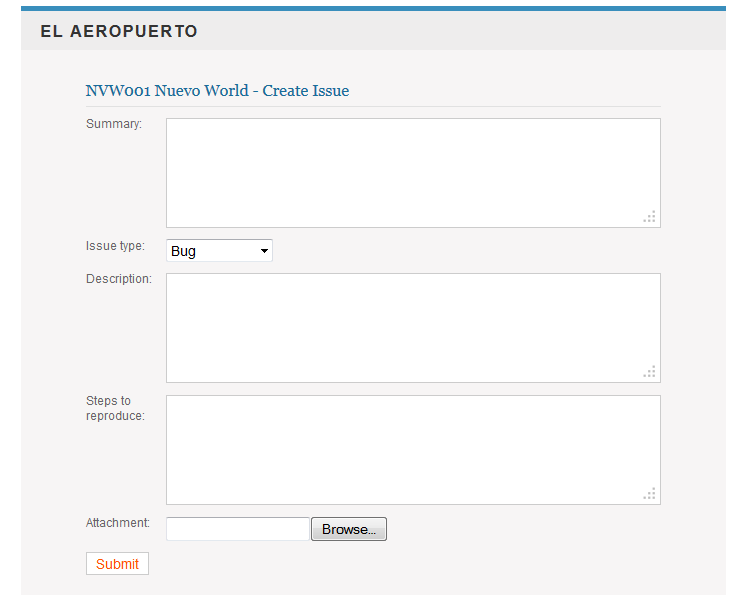 EL AEROPUERTO
NVW001 Nuevo World - Create Issue
Summary:
Issue type:
Bug
Description:
Steps to
reproduce:
Attachment:
Browse...
Submit